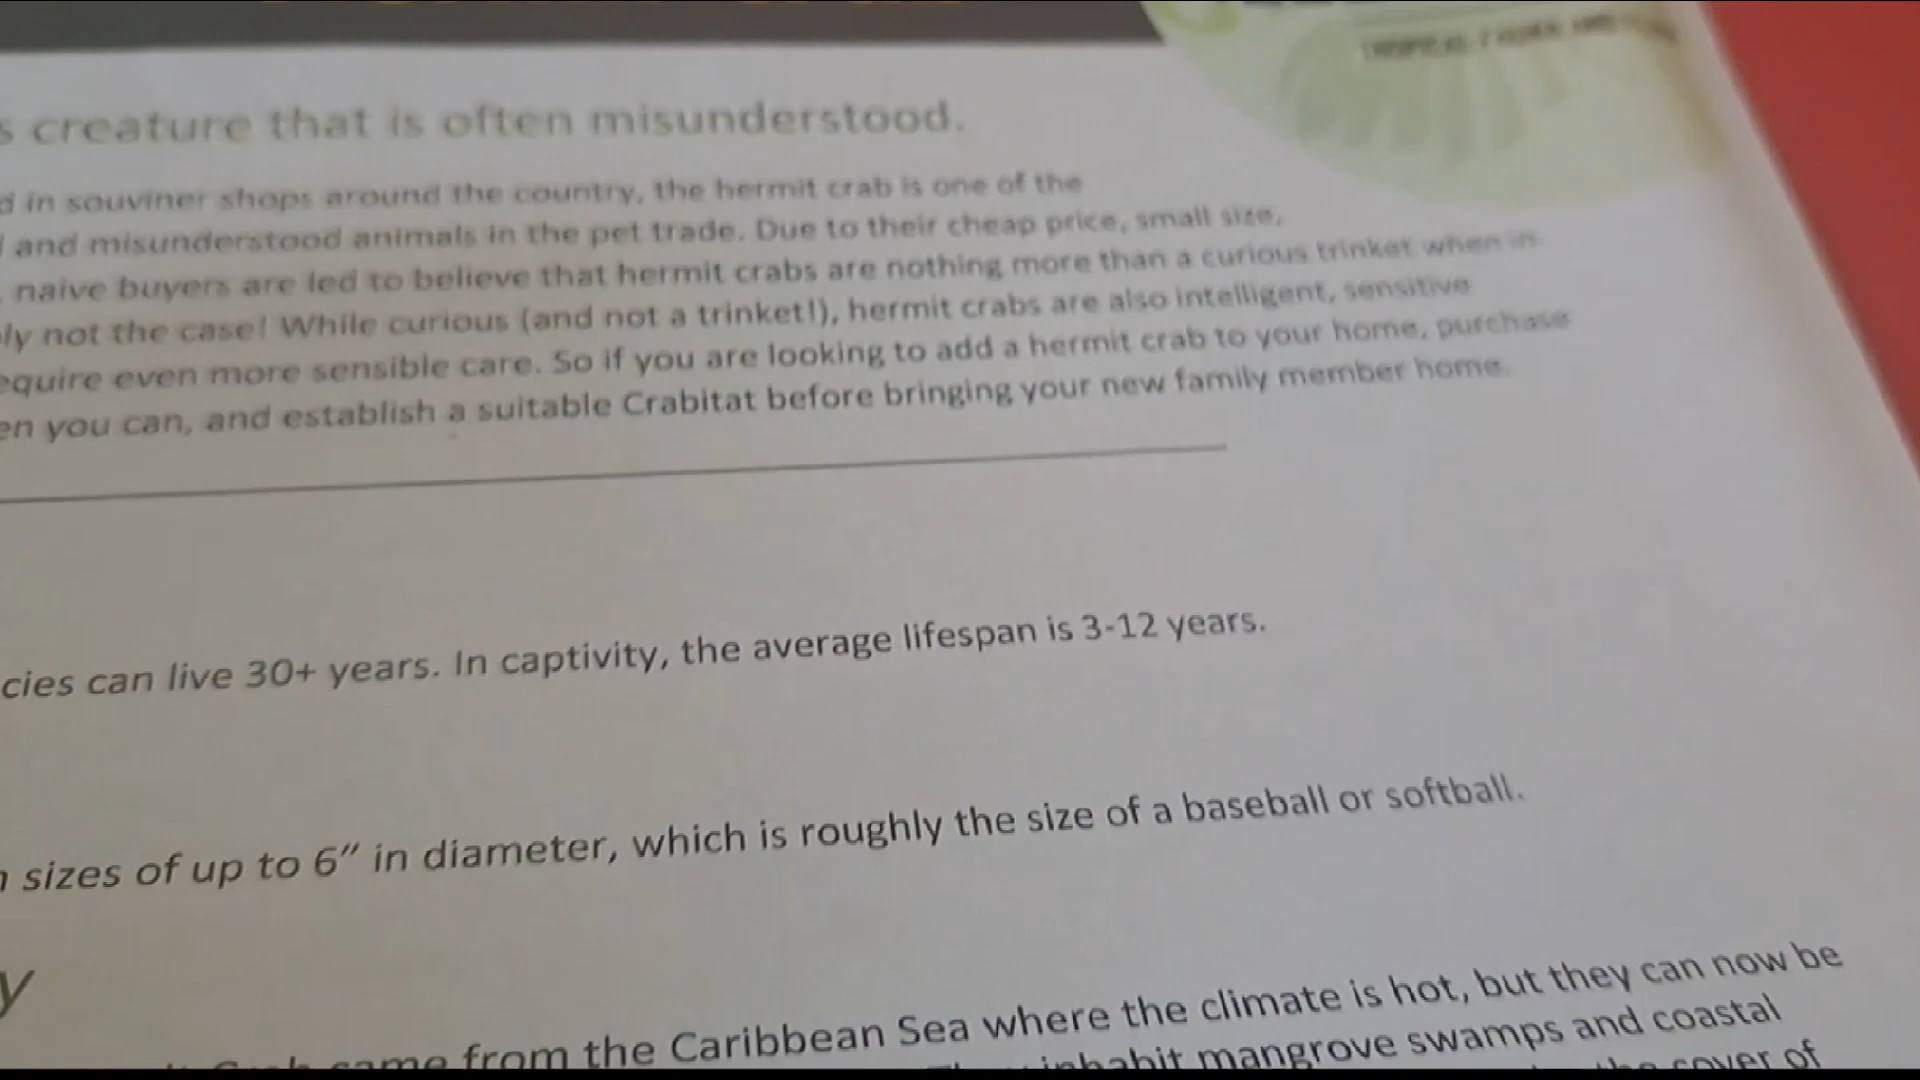 creature that is often misunderstood.
in souviner shops around the country, the hermit crab is one of the
and misunderstood animals in the pet trade. Due to their cheap price, small size,
naive buyers are led to believe that hermit crabs are nothing more than a curious trinket when in
not the case! While curious (and not a trinket!), hermit crabs are also intelligent, sensitive
even more sensible care. So if you are looking to add a hermit crab to your home, purchase
you can, and establish a suitable Crabitat before bringing your new family member home.
cies can live 30+ years. In captivity, the average lifespan is 3-12 years.
sizes of up to 6” in diameter, which is roughly the size of a baseball or softball.
y
came from the Caribbean Sea where the climate is hot, but they can now be
inhabit mangrove swamps and coastal
the cover of